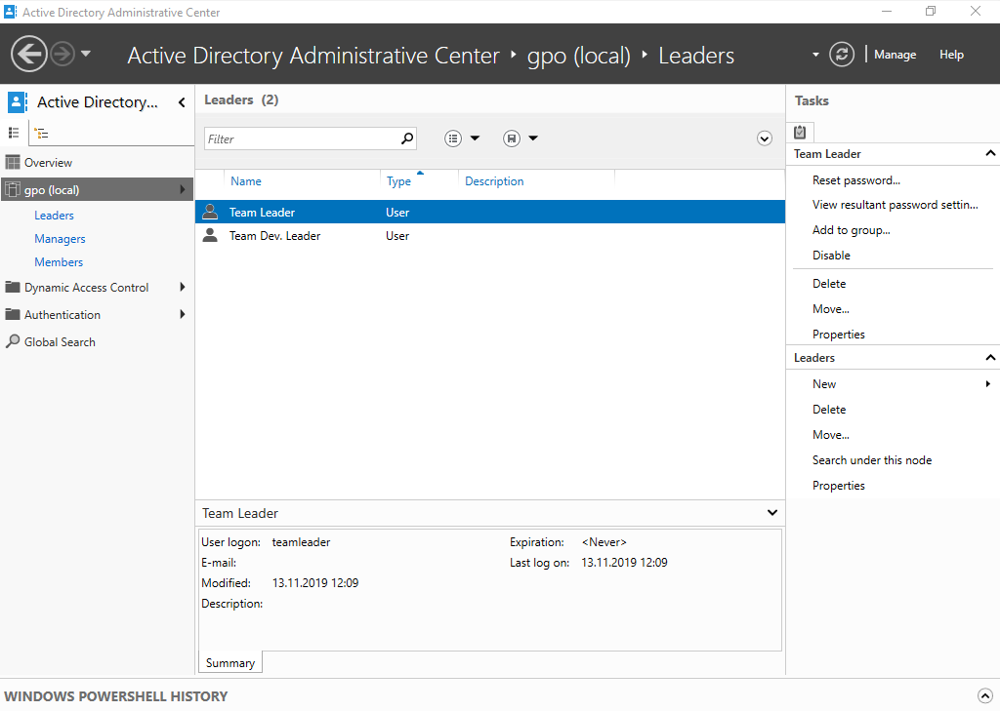 Active Directory Administrative Center
Active Directory Administrative Center ‣ gpo (local) ‣ Leaders
Manage
Help
Active Directory...
Overview
gpo (local)
Leaders
Managers
Members
Dynamic Access Control
Authentication
Global Search
Leaders (2)
Filter
Name Type Description
Team Leader User
Team Dev. Leader User
Team Leader
User logon: teamleader
E-mail:
Modified: 13.11.2019 12:09
Description:
Expiration: <Never>
Last log on: 13.11.2019 12:09
Summary
Tasks
Team Leader
Reset password...
View resultant password settin...
Add to group...
Disable
Delete
Move...
Properties
Leaders
New
Delete
Move...
Search under this node
Properties
WINDOWS POWERSHELL HISTORY